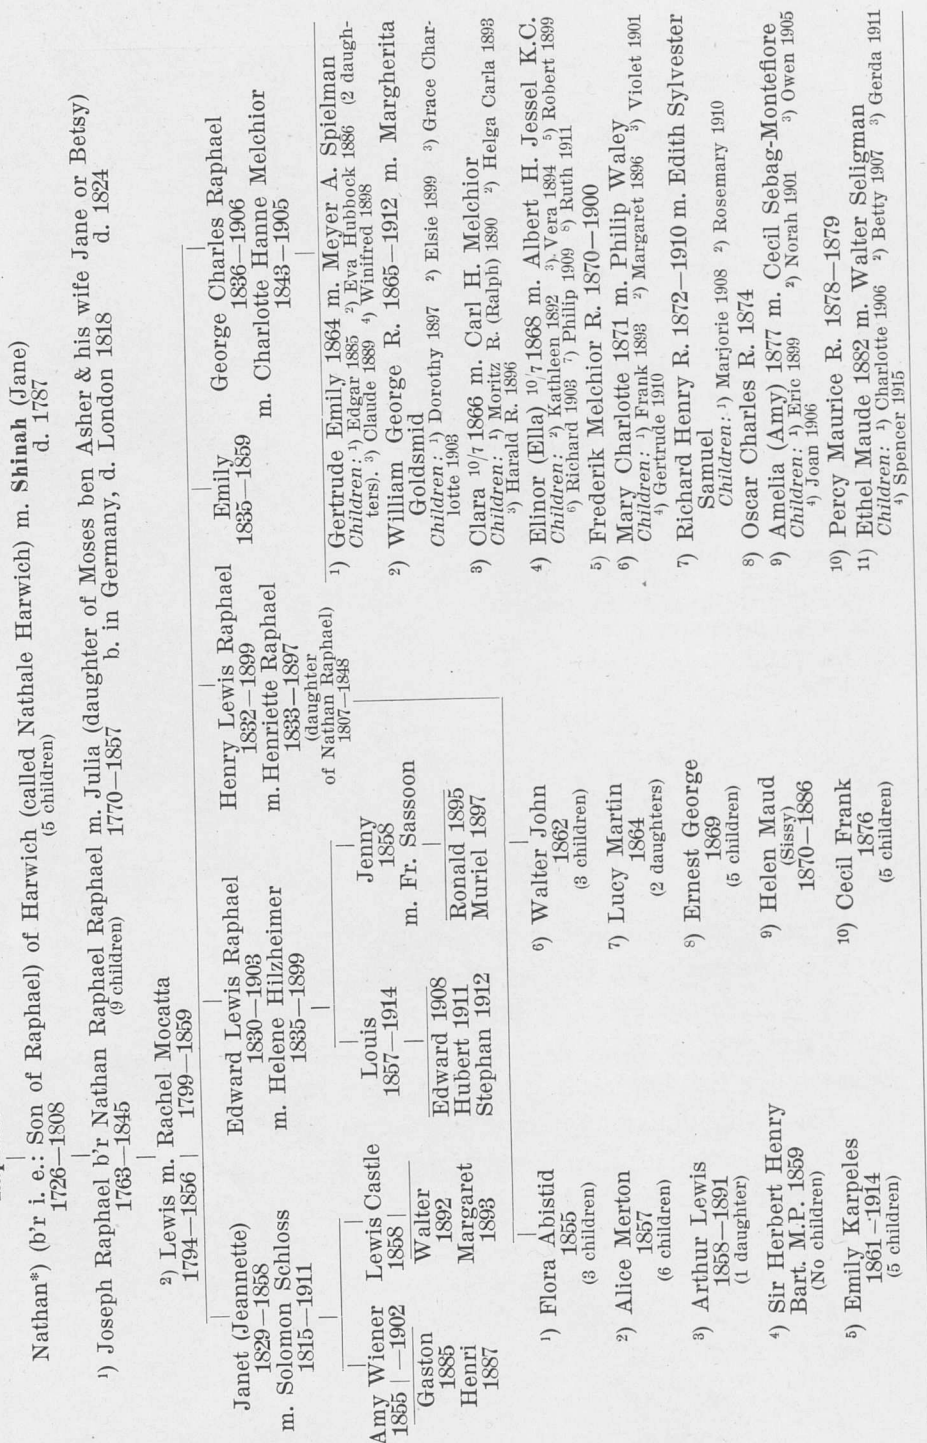 Nathan*) (b'r i. e.: Son of Raphael) of Harwich (called Nathale Harwich) m. Shinah (Jane)
1726—1808
(5 children)
d. 1787
1) Joseph Raphael b'r Nathan Raphael Raphael m. Julia (daughter of Moses ben Asher & his wife Jane or Betsy)
1763—1845
(9 children)
1770—1857
b. in Germany, d. London 1818
d. 1824
2) Lewis m. Rachel Mocatta
1794—1856
1799—1859
Janet (Jeannette)
1829—1858
m. Solomon Schloss
1815—1911
Edward Lewis Raphael
1830—1903
m. Helene Hilzheimer
1835—1899
Henry Lewis Raphael
1832—1899
m. Henriette Raphael
1833—1897
(daughter
of Nathan Raphael)
1807—1848
Emily
1835—1859
George Charles Raphael
1836—1906
m. Charlotte Hanne Melchior
1843—1905
Amy Wiener
1855 | —1902
Gaston
1885
Henri
1887
Lewis Castle
1858
Walter
1892
Margaret
1893
Louis
1857—1914
Edward 1908
Hubert 1911
Stephan 1912
Jenny
1858
m. Fr. Sassoon
Ronald 1895
Muriel 1897
1) Flora Abistid
1855
(3 children)
2) Alice Merton
1857
(6 children)
3) Arthur Lewis
1858—1891
(1 daughter)
4) Sir Herbert Henry
Bart. M.P. 1859
(No children)
5) Emily Karpeles
1861—1914
(5 children)
6) Walter John
1862
(3 children)
7) Lucy Martin
1864
(2 daughters)
8) Ernest George
1869
(5 children)
9) Helen Maud
(Sissy)
1870—1886
10) Cecil Frank
1876
(5 children)
1) Gertrude Emily 1864 m. Meyer A. Spielman
Children: 1) Edgar 1885 2) Eva Hubbock 1886 (2 daugh-
ters). 3) Claude 1889 4) Winifred 1898
2) William George R. 1865—1912 m. Margherita
Goldsmid
Children: 1) Dorothy 1897 2) Elsie 1899 3) Grace Char-
lotte 1903
3) Clara 10/7 1866 m. Carl H. Melchior
Children: 1) Moritz R. (Ralph) 1890 2) Helga Carla 1893
3) Harald R. 1896
4) Elinor (Ella) 10/7 1868 m. Albert H. Jessel K.C.
Children: 2) Kathleen 1892 3) Vera 1894 5) Robert 1899
6) Richard 1903 7) Philip 1909 8) Ruth 1911
5) Frederik Melchior R. 1870—1900
6) Mary Charlotte 1871 m. Philip Waley
Children: 1) Frank 1893 2) Margaret 1896 3) Violet 1901
4) Gertrude 1910
7) Richard Henry R. 1872—1910 m. Edith Sylvester
Samuel
Children: 1) Marjorie 1908 2) Rosemary 1910
8) Oscar Charles R. 1874
9) Amelia (Amy) 1877 m. Cecil Sebag-Montefiore
Children: 1) Eric 1899 2) Norah 1901 3) Owen 1905
4) Joan 1906
10) Percy Maurice R. 1878—1879
11) Ethel Maude 1882 m. Walter Seligman
Children: 1) Charlotte 1906 2) Betty 1907 3) Gerda 1911
4) Spencer 1915